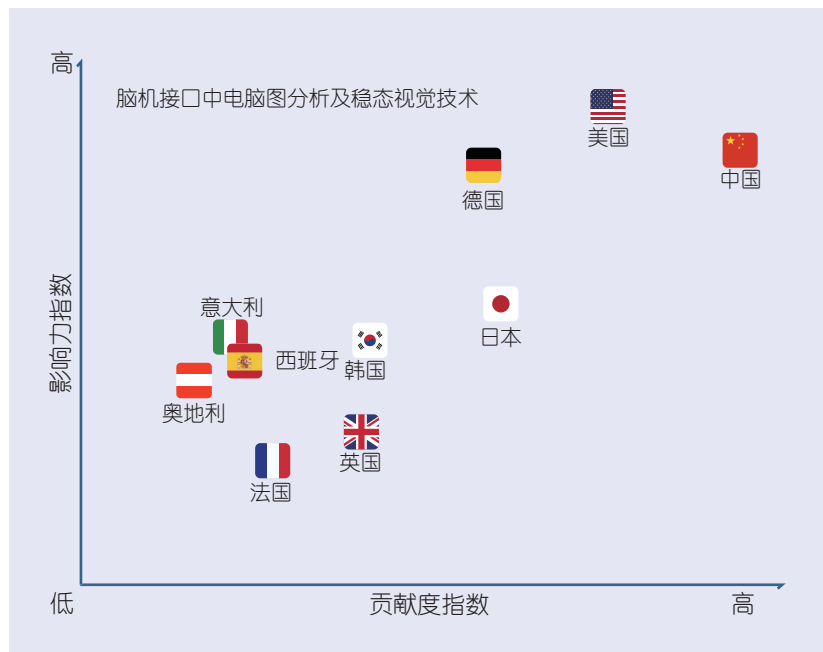 高
脑机接口中电脑图分析及稳态视觉技术
美国
中国
德国
影响力指数
意大利
日本
西班牙
韩国
奥地利
英国
法国
低
贡献度指数
高